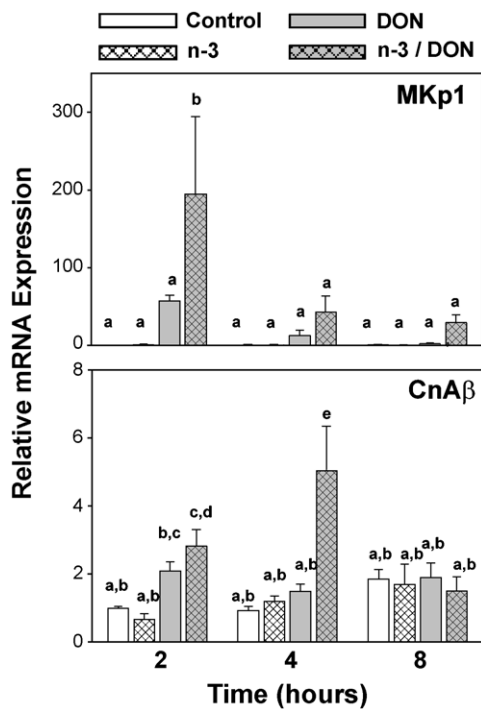 Control DON
n-3 n-3 / DON
MKp1
300
200
100
0
a a a b
a a a a
a a a a
CnAβ
8
6
4
2
0
a,b a,b b,c c,d
a,b a,b a,b e
a,b a,b a,b a,b
2 4 8
Time (hours)
Relative mRNA Expression